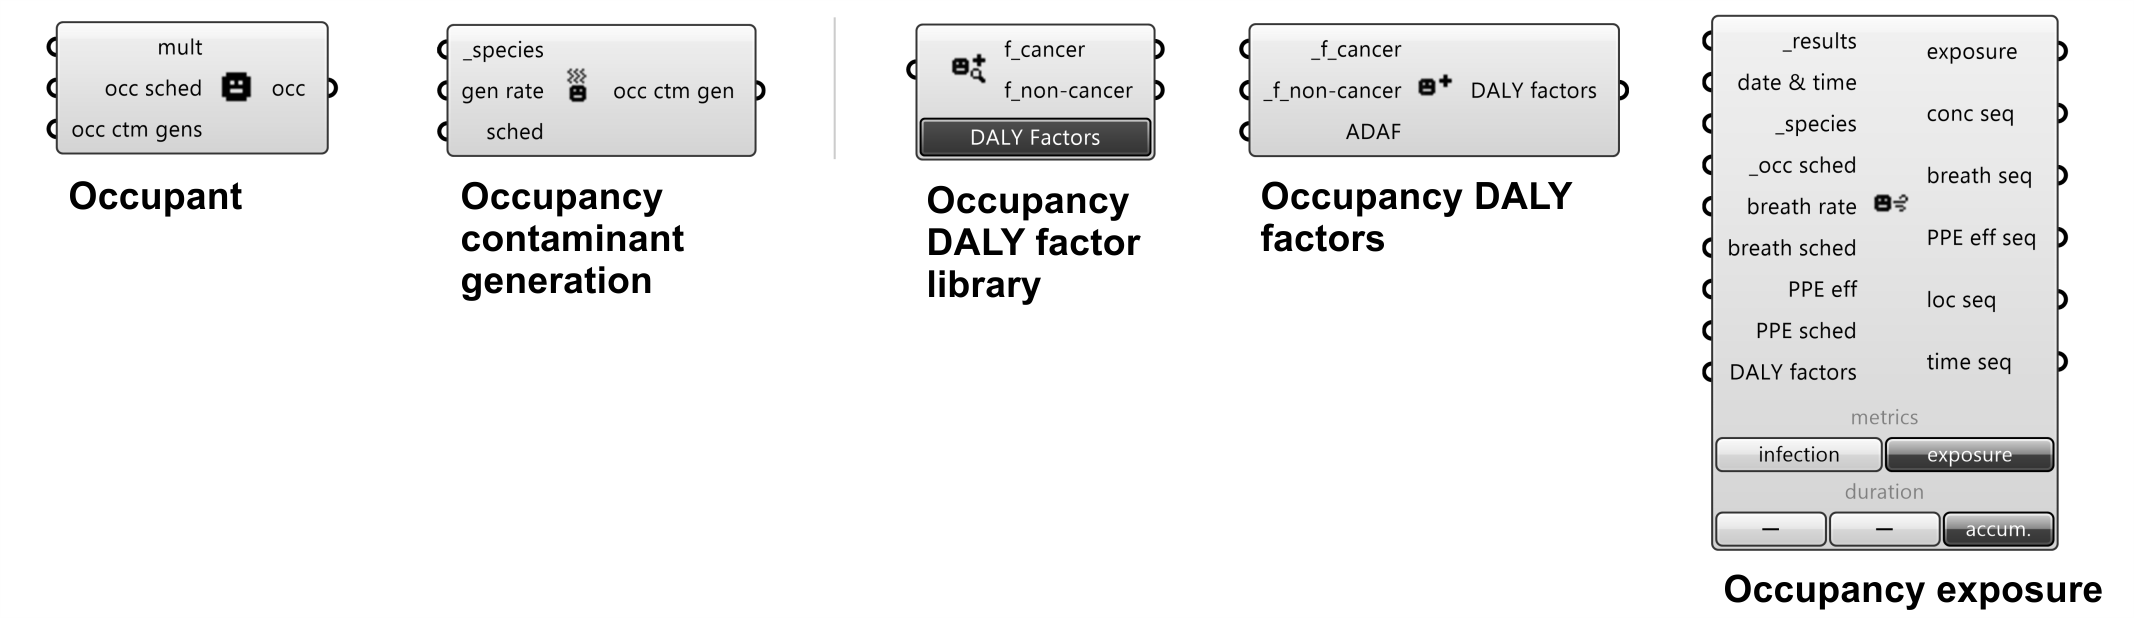 mult
occ sched
occ ctm gens
occ
Occupant
_species
gen rate
sched
occ ctm gen
Occupancy
contaminant
generation
f_cancer
f_non-cancer
DALY Factors
Occupancy
DALY factor
library
_f_cancer
_f_non-cancer
ADAF
DALY factors
Occupancy DALY
factors
_results
date & time
_species
_occ sched
breath rate
breath sched
PPE eff
PPE sched
DALY factors
exposure
conc seq
breath seq
PPE eff seq
loc seq
time seq
metrics
infection
exposure
duration
–
–
accum.
Occupancy exposure